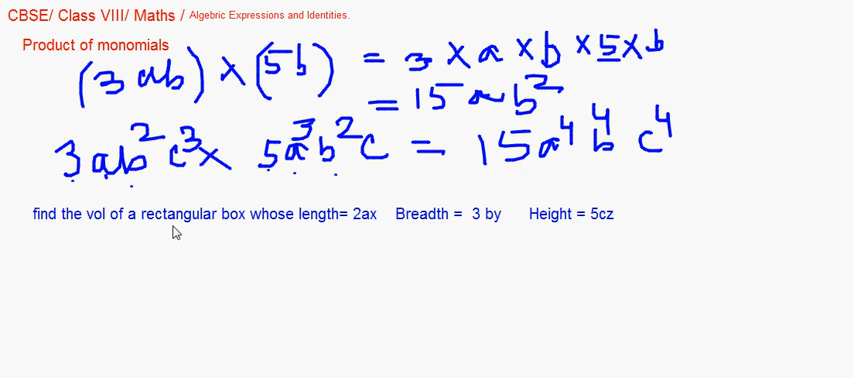 CBSE/ Class VIII/ Maths / Algebric Expressions and Identities.
Product of monomials
(3ab) × (5b) = 3 × a × b × 5 × b
= 15ab²
3ab²c³ × 5a³b²c = 15a⁴b⁴c⁴
find the vol of a rectangular box whose length= 2ax Breadth = 3 by Height = 5cz